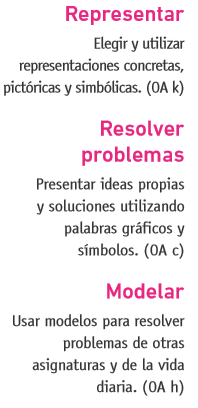 Representar
Elegir y utilizar
representaciones concretas,
pictóricas y simbólicas. (OA k)
Resolver
problemas
Presentar ideas propias
y soluciones utilizando
palabras gráficos y
símbolos. (OA c)
Modelar
Usar modelos para resolver
problemas de otras
asignaturas y de la vida
diaria. (OA h)